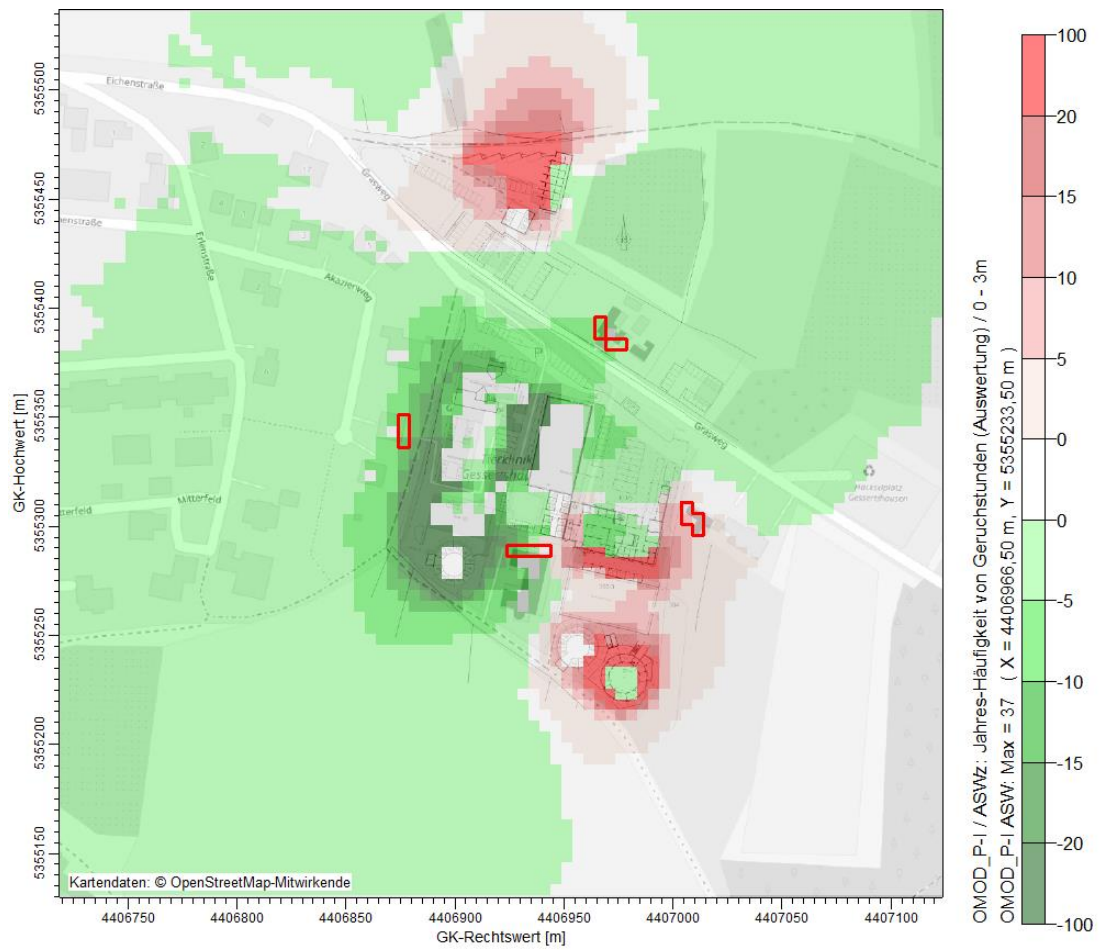 Eichenstraße
Grasweg
enstraße
Erlenstraße
Akazienweg
Grasweg
Gessertshausen
Mitterfeld
terfeld
Kartendaten: © OpenStreetMap-Mitwirkende
GK-Hochwert [m]
5355500
5355450
5355400
5355350
5355300
5355250
5355200
5355150
4406750 4406800 4406850 4406900 4406950 4407000 4407050 4407100
GK-Rechtswert [m]
OMOD_P-I / ASWz: Jahres-Häufigkeit von Geruchstunden (Auswertung) / 0 - 3m
OMOD_P-I ASW: Max = 37 ( X = 4406966,50 m, Y = 5355233,50 m )
100
20
15
10
5
0
0
-5
-10
-15
-20
-100